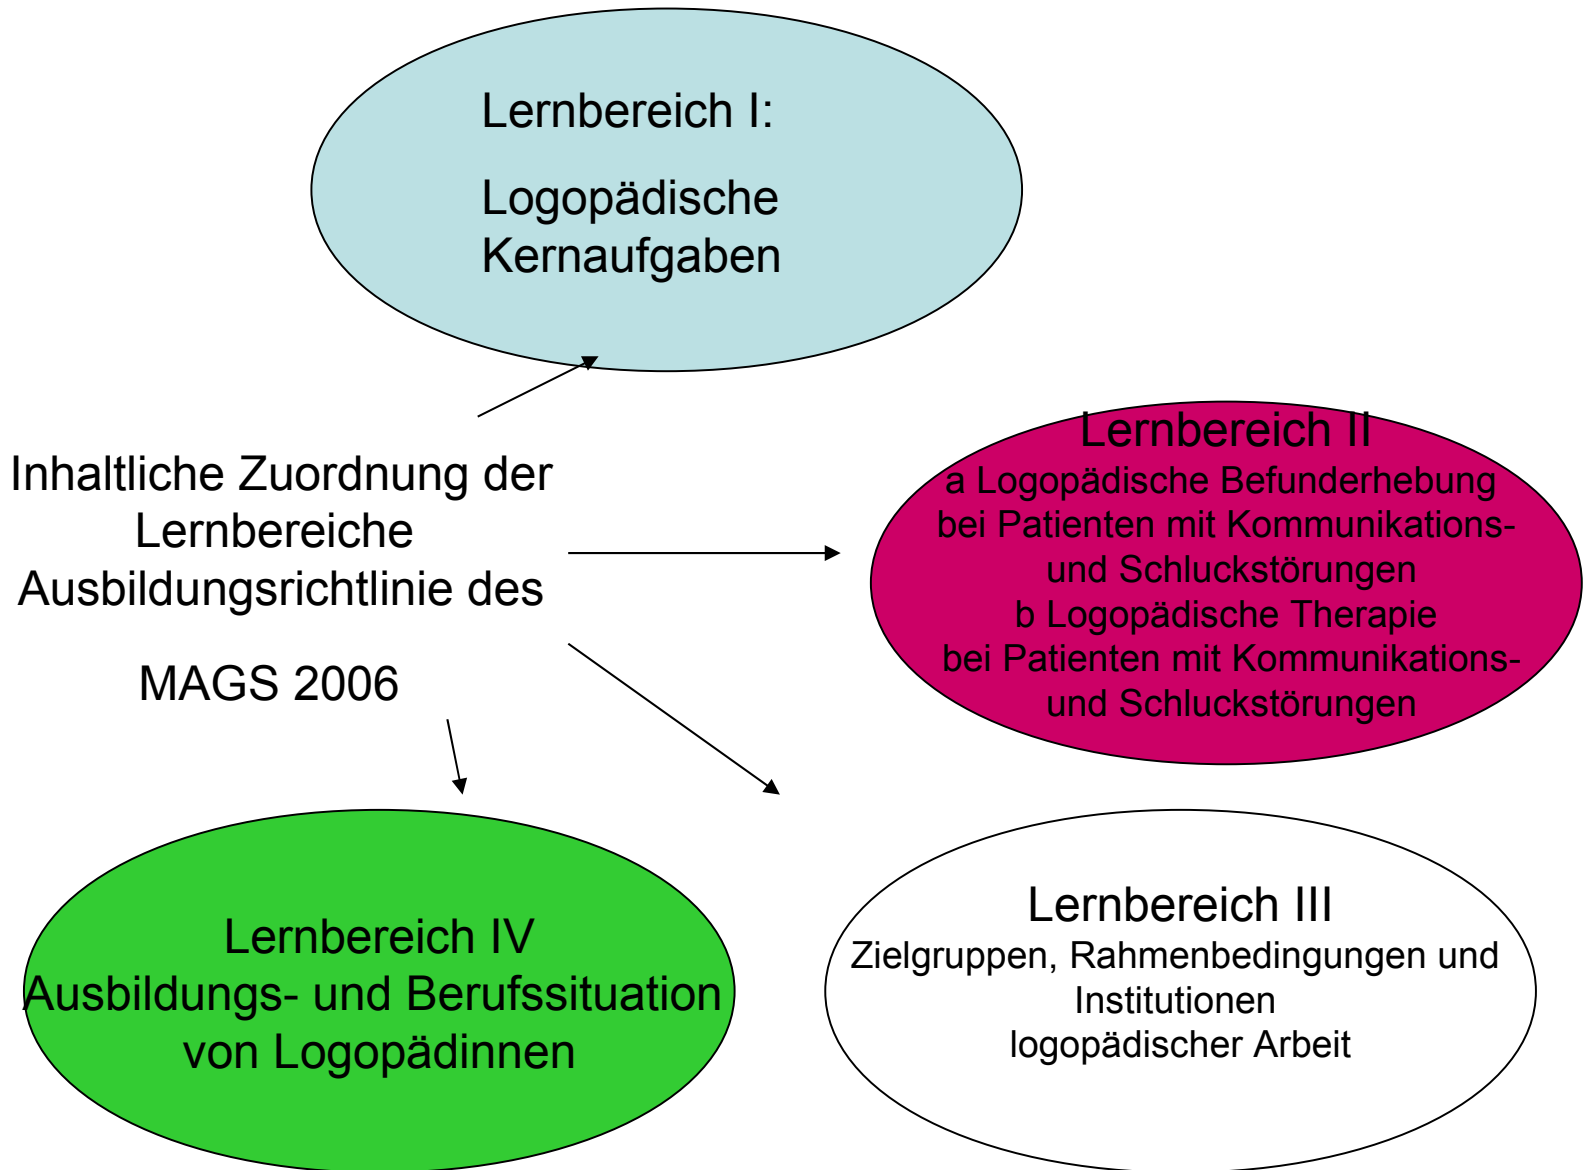 Lernbereich I:
Logopädische
Kernaufgaben
Inhaltliche Zuordnung der
Lernbereiche
Ausbildungsrichtlinie des
MAGS 2006
Lernbereich II
a Logopädische Befunderhebung
bei Patienten mit Kommunikations-
und Schluckstörungen
b Logopädische Therapie
bei Patienten mit Kommunikations-
und Schluckstörungen
Lernbereich III
Zielgruppen, Rahmenbedingungen und
Institutionen
logopädischer Arbeit
Lernbereich IV
Ausbildungs- und Berufssituation
von Logopädinnen